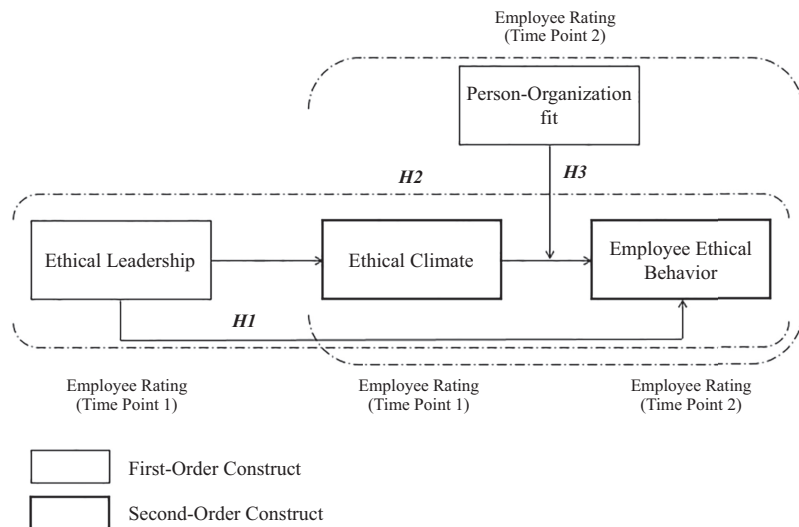 Employee Rating
(Time Point 2)
Person-Organization
fit
H2
H3
Ethical Leadership
Ethical Climate
Employee Ethical
Behavior
H1
Employee Rating
(Time Point 1)
Employee Rating
(Time Point 1)
Employee Rating
(Time Point 2)
First-Order Construct
Second-Order Construct